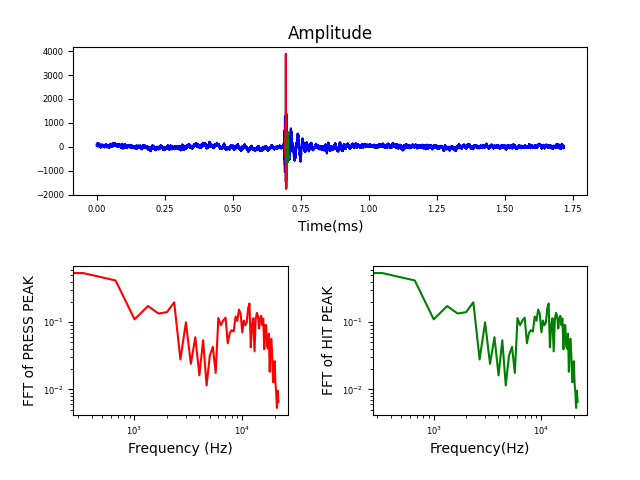 Amplitude
4000
3000
2000
1000
0
−1000
−2000
0.00 0.25 0.50 0.75 1.00 1.25 1.50 1.75
Time(ms)
FFT of PRESS PEAK
10⁻¹
10⁻²
10³ 10⁴
Frequency (Hz)
FFT of HIT PEAK
10⁻¹
10⁻²
10³ 10⁴
Frequency(Hz)